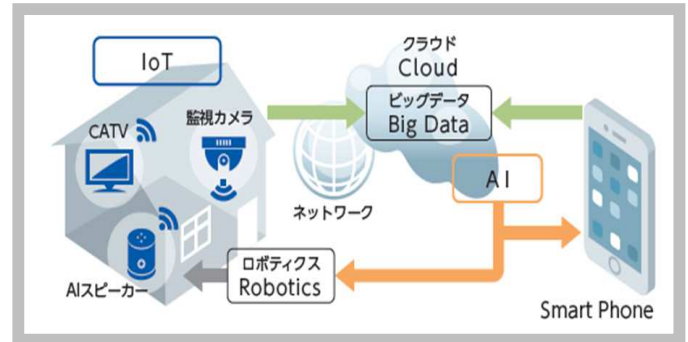 IoT
CATV
監視カメラ
AIスピーカー
クラウド
Cloud
ビッグデータ
Big Data
ネットワーク
AI
ロボティクス
Robotics
Smart Phone